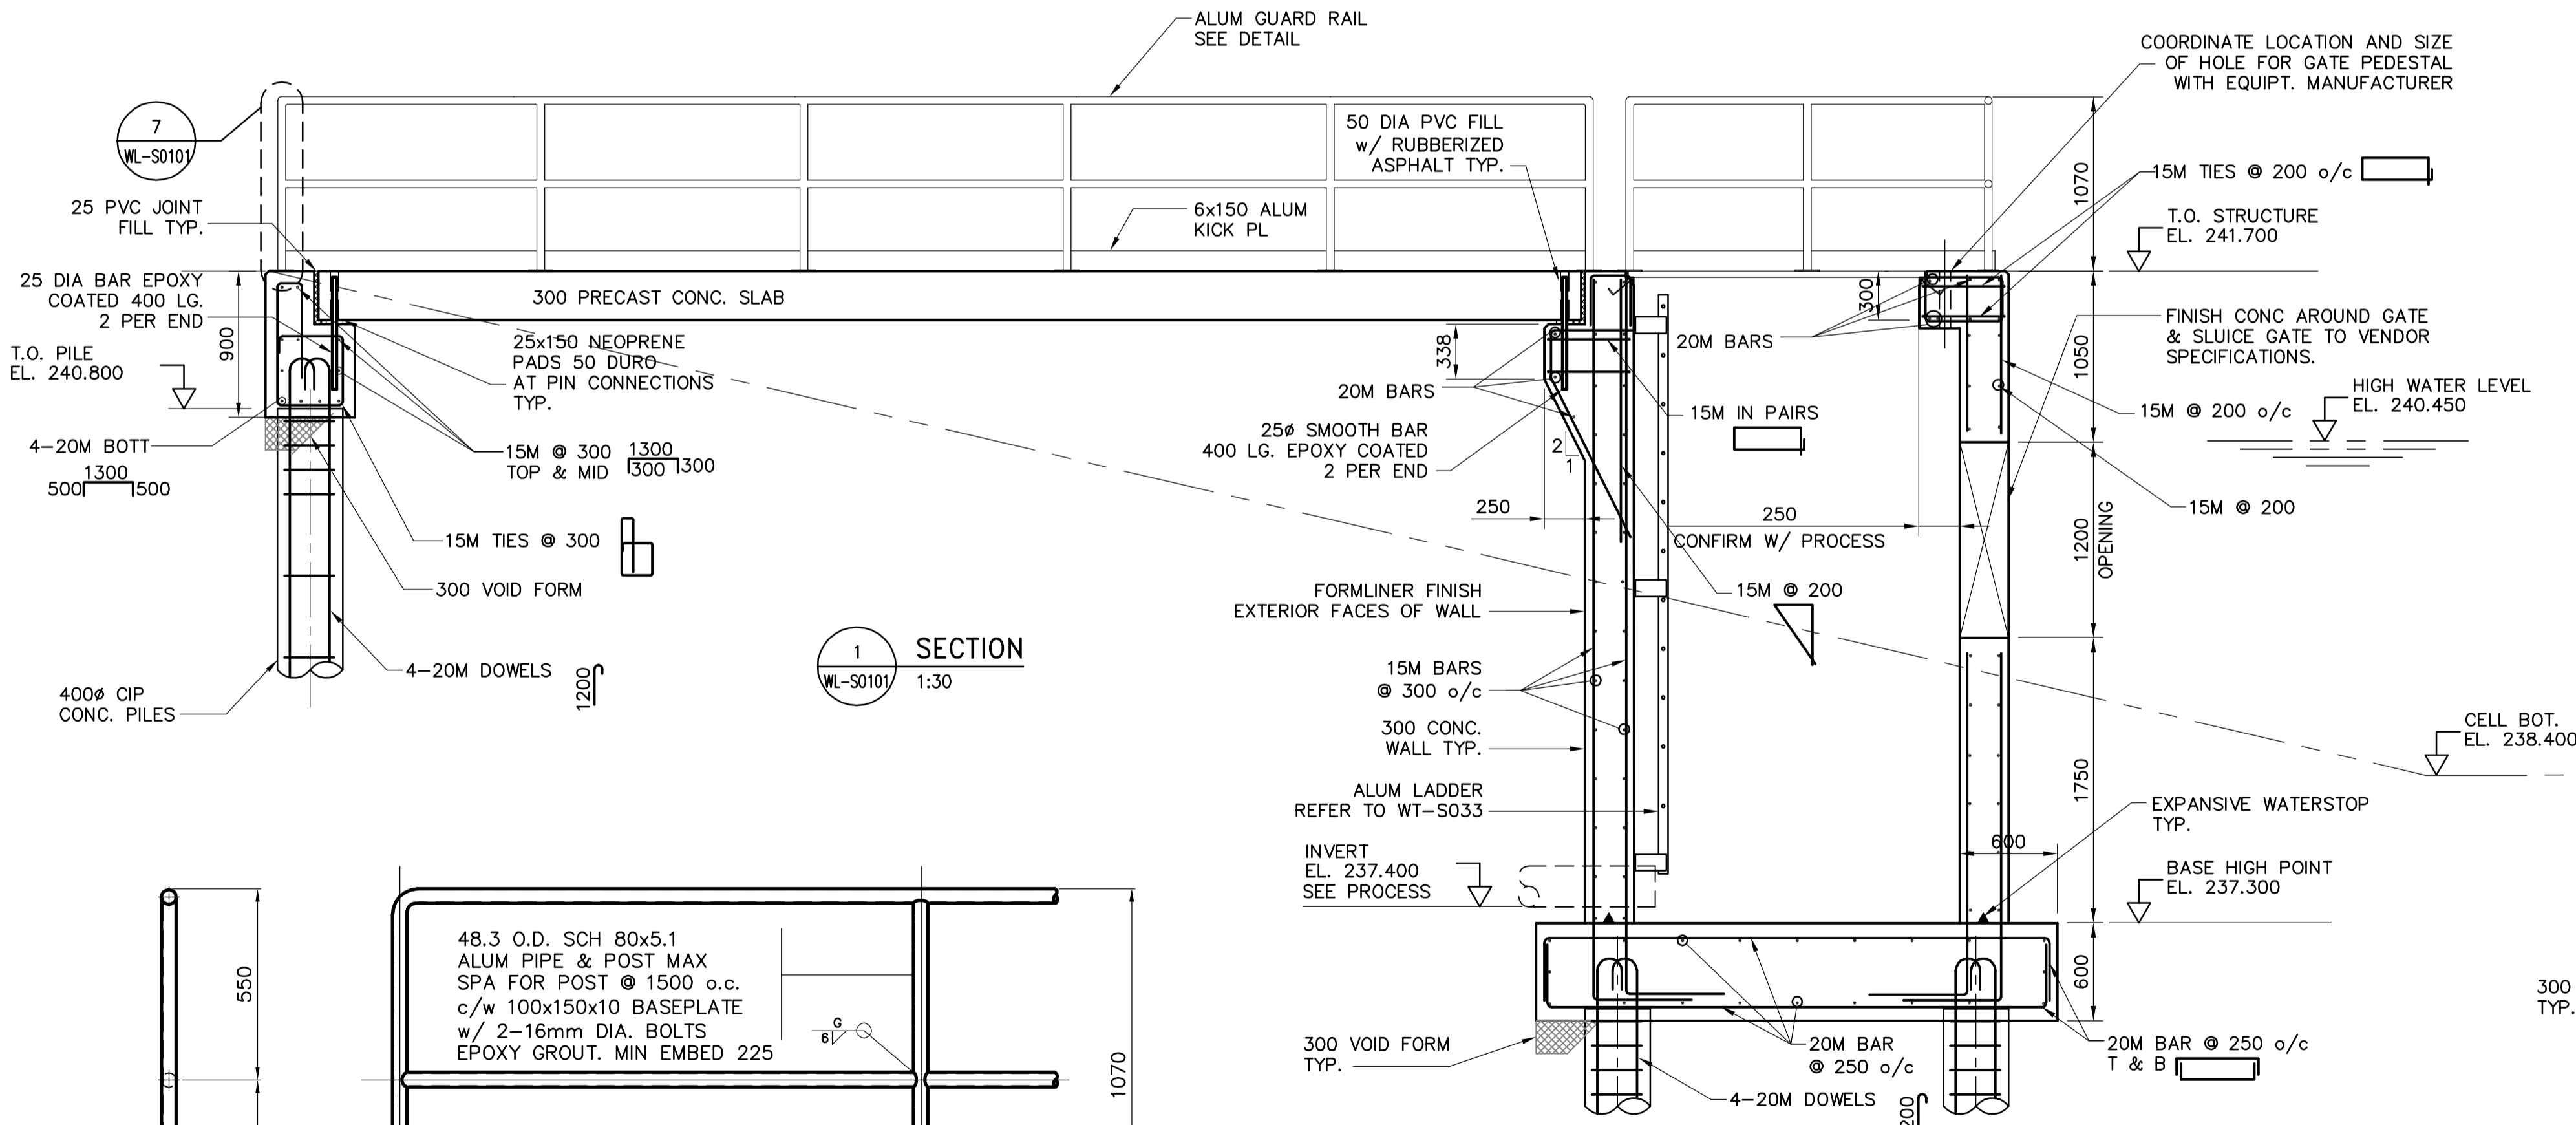 ALUM GUARD RAIL
SEE DETAIL
COORDINATE LOCATION AND SIZE
OF HOLE FOR GATE PEDESTAL
WITH EQUIPT. MANUFACTURER
7
WL-S0101
50 DIA PVC FILL
w/ RUBBERIZED
ASPHALT TYP.
1070
15M TIES @ 200 o/c
25 PVC JOINT
FILL TYP.
6x150 ALUM
KICK PL
T.O. STRUCTURE
EL. 241.700
25 DIA BAR EPOXY
COATED 400 LG.
2 PER END
900
300 PRECAST CONC. SLAB
300
20M BARS
1050
FINISH CONC AROUND GATE
& SLUICE GATE TO VENDOR
SPECIFICATIONS.
T.O. PILE
EL. 240.800
25x150 NEOPRENE
PADS 50 DURO
AT PIN CONNECTIONS
TYP.
338
20M BARS
HIGH WATER LEVEL
EL. 240.450
15M IN PAIRS
15M @ 200 o/c
4-20M BOTT
1300
500
500
15M @ 300
TOP & MID
1300
300
300
25ø SMOOTH BAR
400 LG. EPOXY COATED
2 PER END
2
1
250
250
CONFIRM W/ PROCESS
15M @ 200
1200
OPENING
15M TIES @ 300
300 VOID FORM
FORMLINER FINISH
EXTERIOR FACES OF WALL
15M @ 200
4-20M DOWELS
1200
1
WL-S0101
SECTION
1:30
400ø CIP
CONC. PILES
15M BARS
@ 300 o/c
300 CONC.
WALL TYP.
CELL BOT.
EL. 238.400
1750
ALUM LADDER
REFER TO WT-S033
EXPANSIVE WATERSTOP
TYP.
600
INVERT
EL. 237.400
SEE PROCESS
BASE HIGH POINT
EL. 237.300
550
48.3 O.D. SCH 80x5.1
ALUM PIPE & POST MAX
SPA FOR POST @ 1500 o.c.
c/w 100x150x10 BASEPLATE
w/ 2-16mm DIA. BOLTS
EPOXY GROUT. MIN EMBED 225
G
6
1070
600
300 VOID FORM
TYP.
20M BAR
@ 250 o/c
20M BAR @ 250 o/c
T & B
4-20M DOWELS
300
TYP.